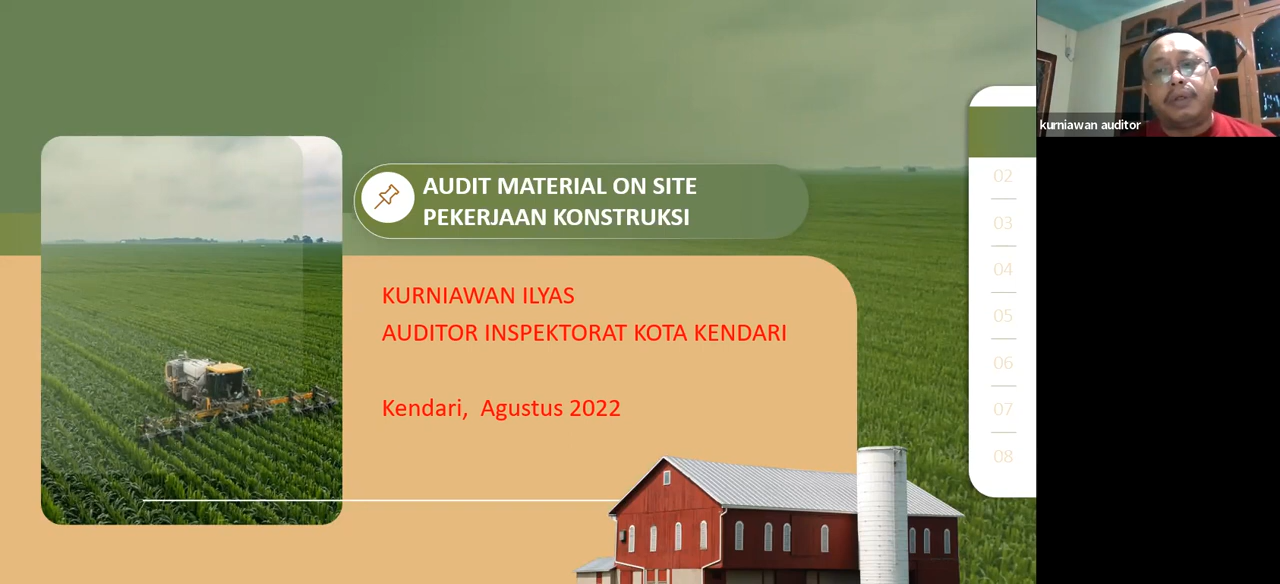 AUDIT MATERIAL ON SITE
PEKERJAAN KONSTRUKSI
KURNIAWAN ILYAS
AUDITOR INSPEKTORAT KOTA KENDARI
Kendari, Agustus 2022
02
03
04
05
06
07
08
kurniawan auditor